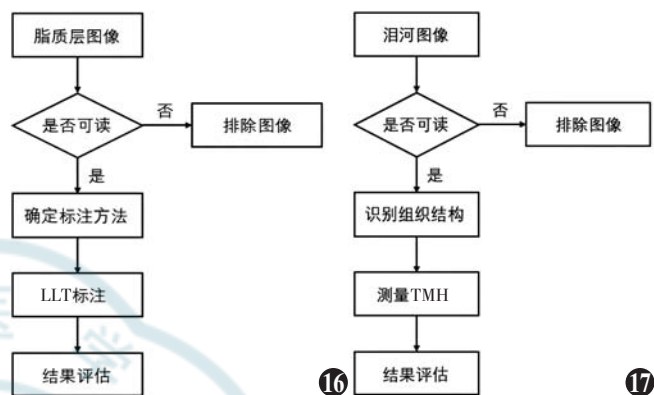 脂质层图像
是否可读
否
排除图像
是
确定标注方法
LLT标注
结果评估
16
泪河图像
是否可读
否
排除图像
是
识别组织结构
测量TMH
结果评估
17